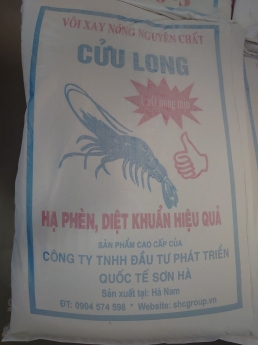 VÔI XAY NÓNG NGUYÊN CHẤT
CỬU LONG
HẠ PHÈN, DIỆT KHUẨN HIỆU QUẢ
SẢN PHẨM CAO CẤP CỦA
CÔNG TY TNHH ĐẦU TƯ PHÁT TRIỂN
QUỐC TẾ SƠN HÀ
Sản xuất tại: Hà Nam
ĐT: 0904 574 596 * Website: shcgroup.vn